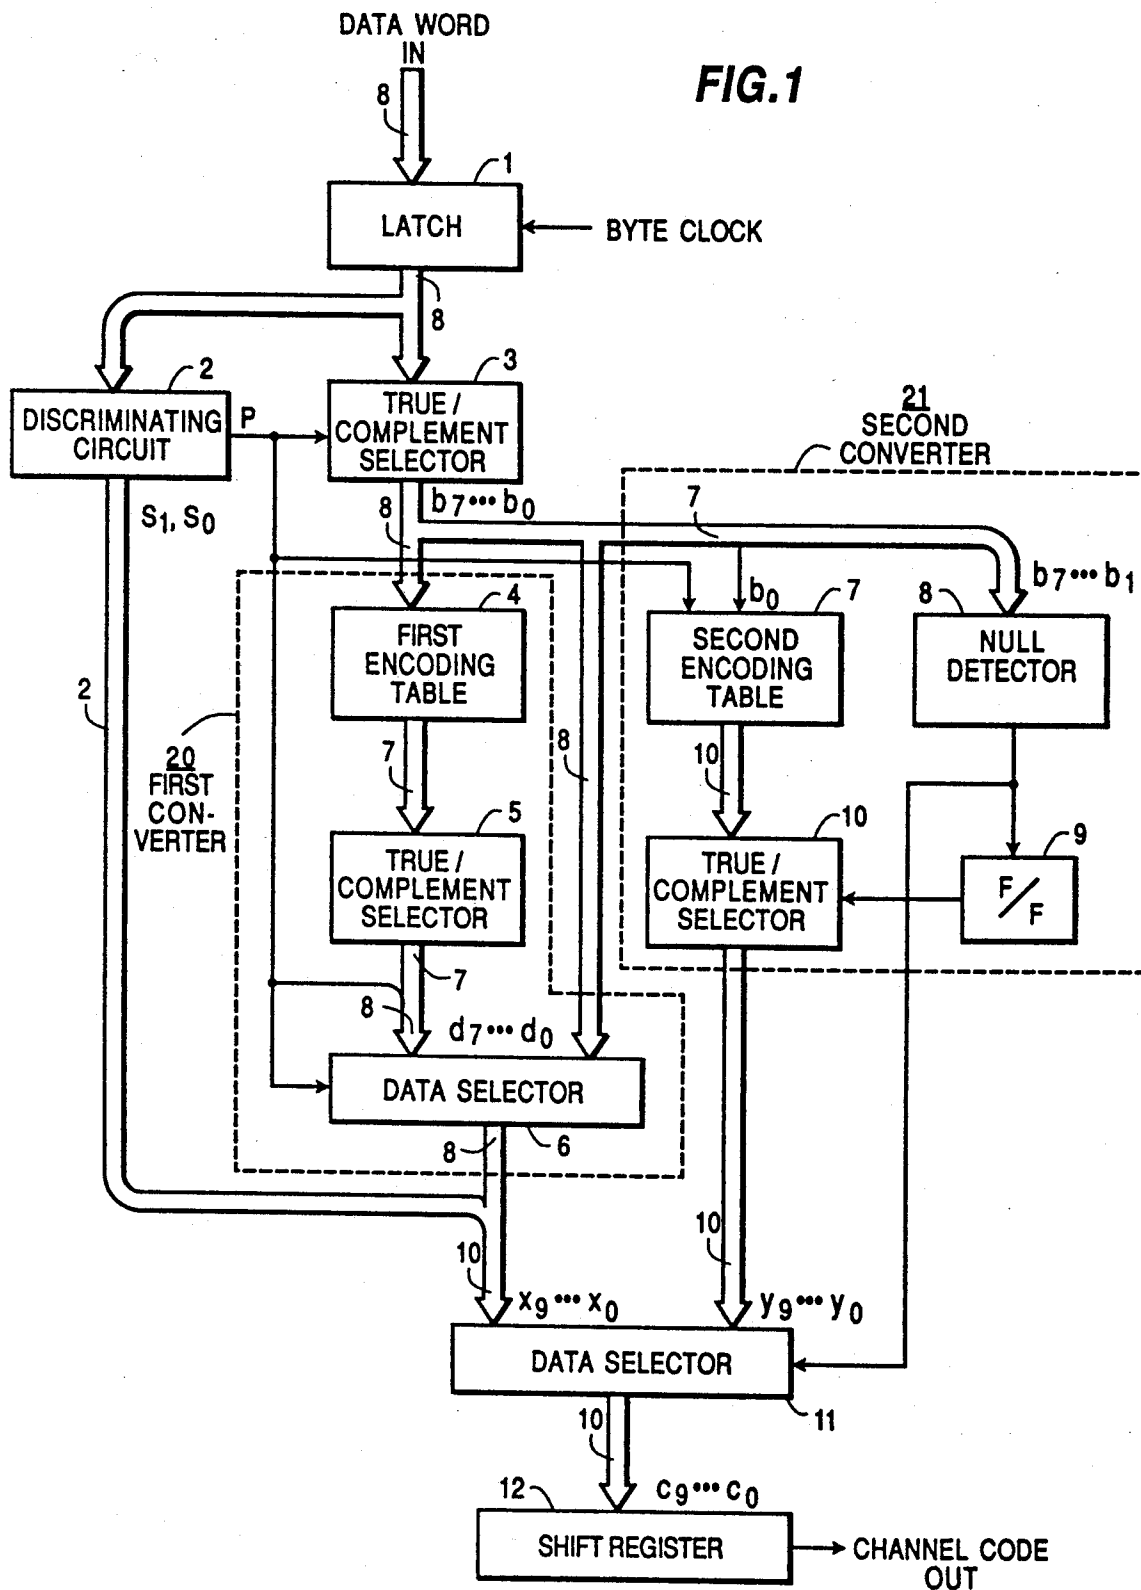 DATA WORD
IN
FIG.1
8
1
LATCH
BYTE CLOCK
8
8
2
3
DISCRIMINATING
CIRCUIT
P
TRUE /
COMPLEMENT
SELECTOR
21
SECOND
CONVERTER
S1, S0
8
b7••• b0
7
b7••• b1
4
b0
7
8
FIRST
ENCODING
TABLE
SECOND
ENCODING
TABLE
NULL
DETECTOR
2
20
FIRST
CON-
VERTER
7
8
10
5
10
9
TRUE /
COMPLEMENT
SELECTOR
TRUE /
COMPLEMENT
SELECTOR
F/F
7
8
d7••• d0
DATA SELECTOR
8
6
10
10
x9••• x0
y9••• y0
DATA SELECTOR
11
10
12
c9••• c0
SHIFT REGISTER
CHANNEL CODE
OUT